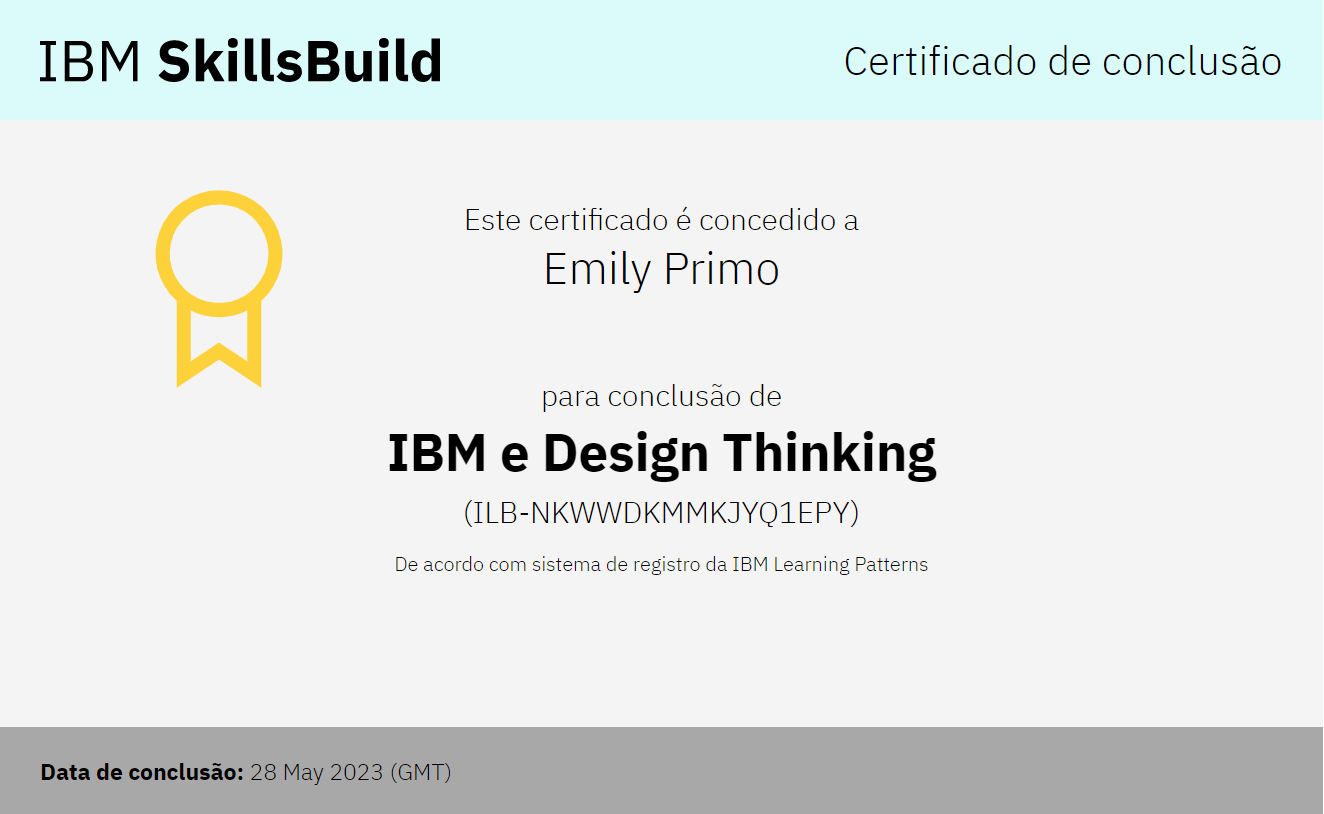 IBM SkillsBuild
Certificado de conclusão
Este certificado é concedido a
Emily Primo
para conclusão de
IBM e Design Thinking
(ILB-NKWWDKMMKJYQ1EPY)
De acordo com sistema de registro da IBM Learning Patterns
Data de conclusão: 28 May 2023 (GMT)